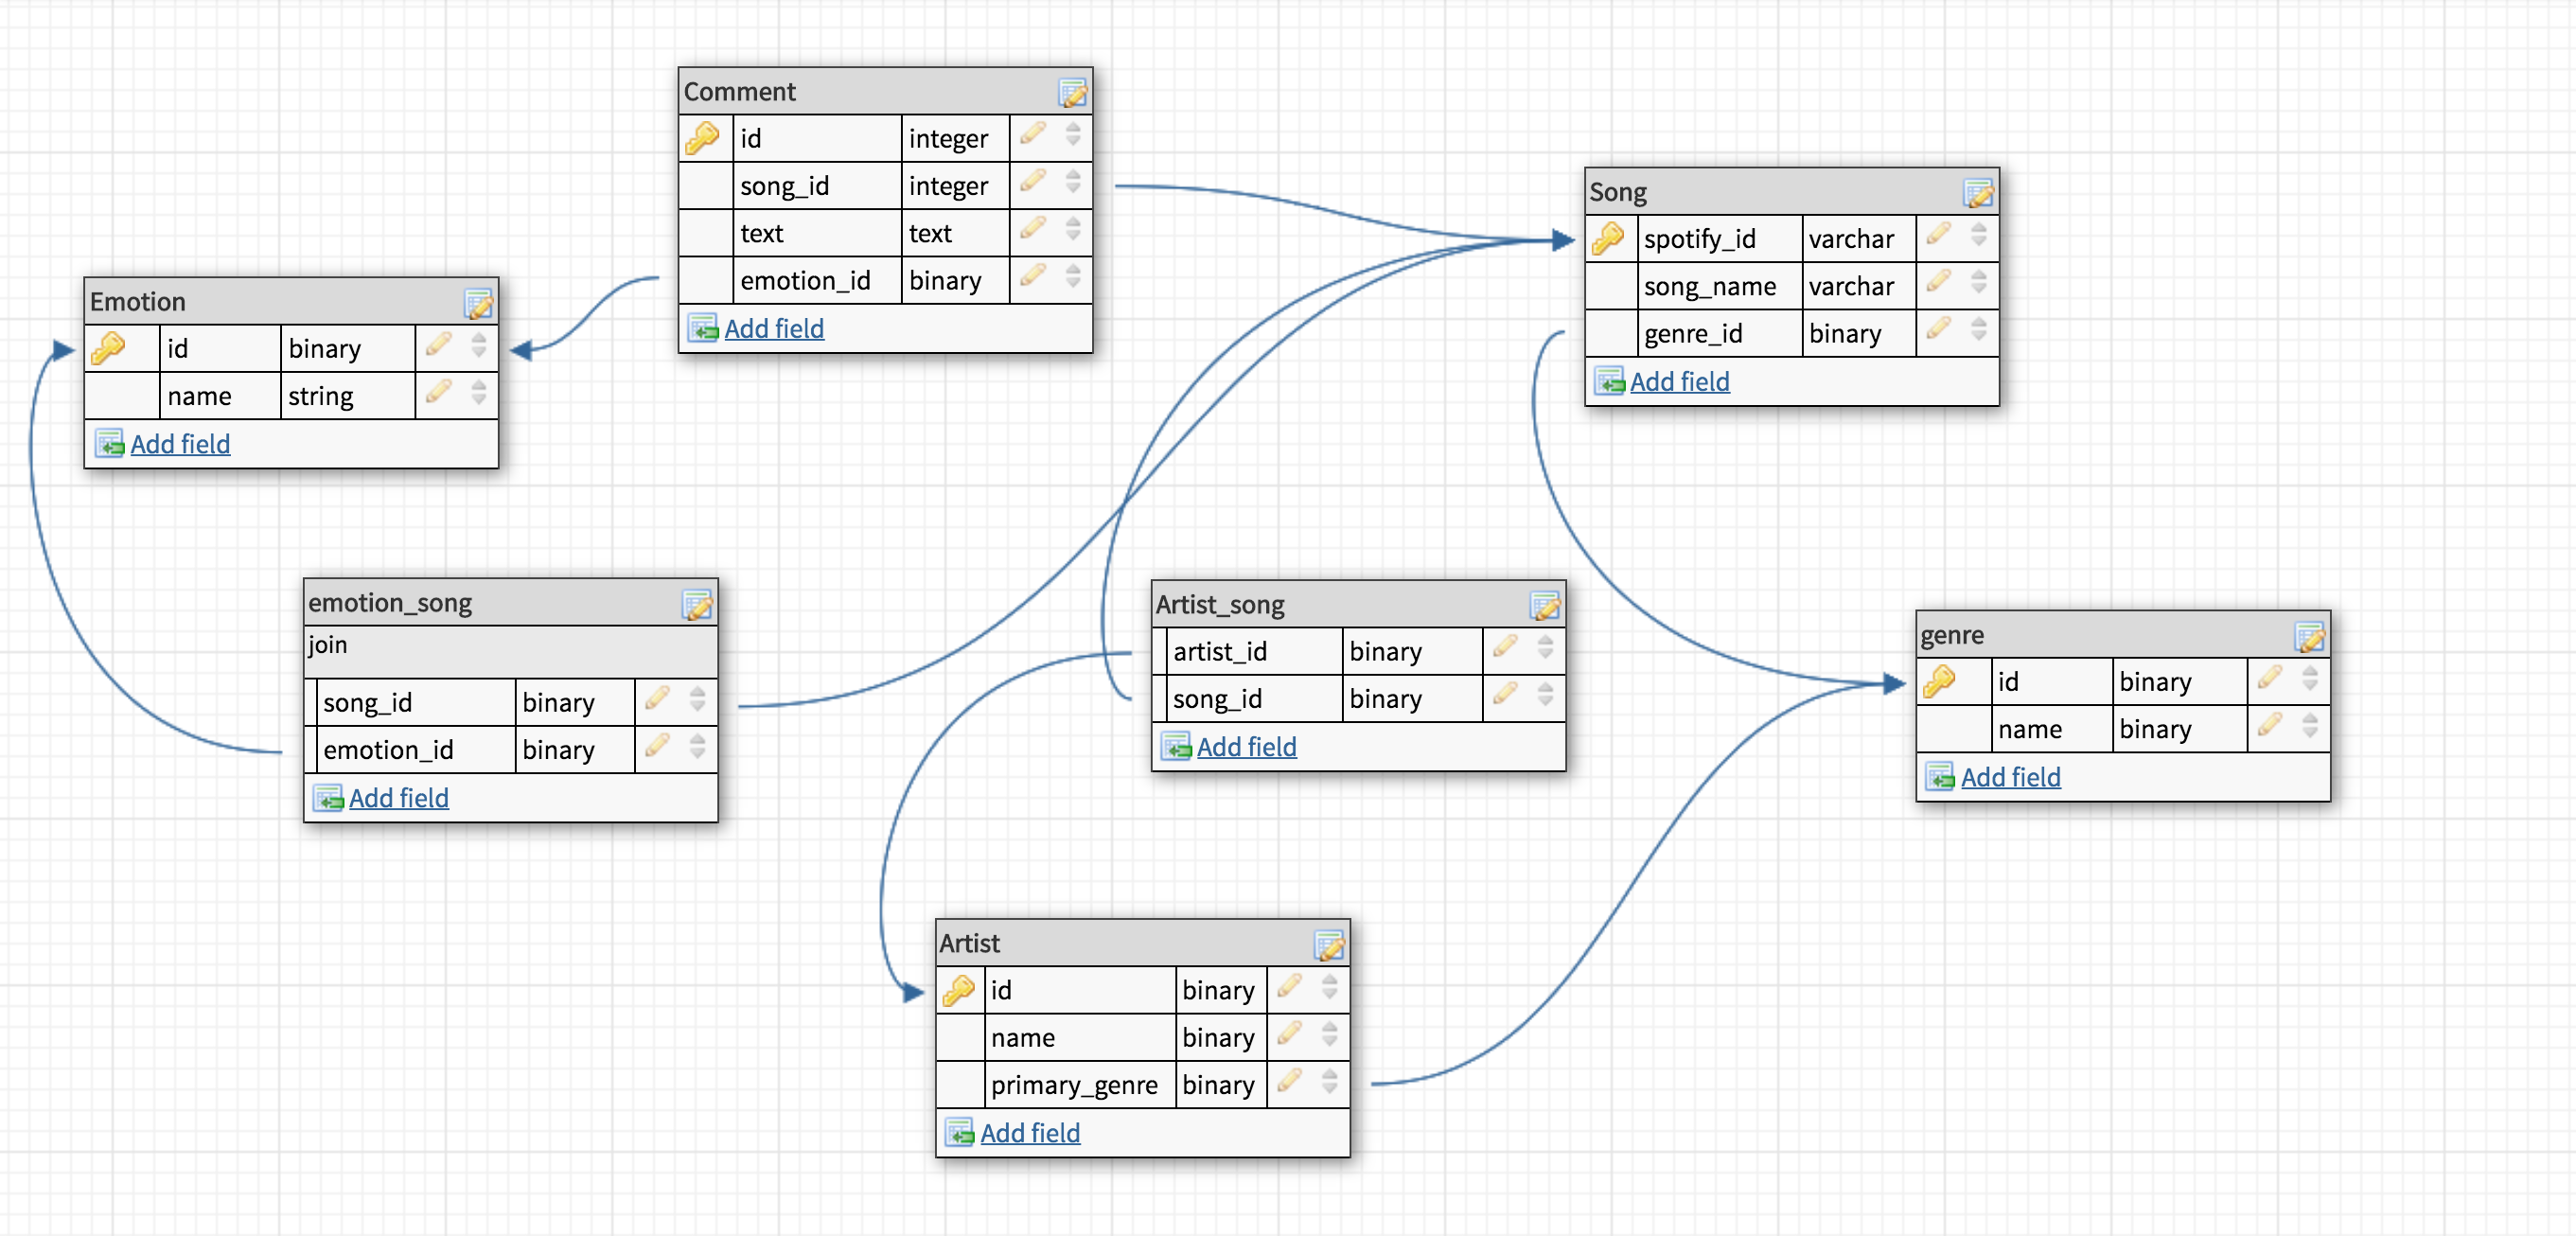 Comment
id integer
song_id integer
text text
emotion_id binary
Add field
Song
spotify_id varchar
song_name varchar
genre_id binary
Add field
Emotion
id binary
name string
Add field
emotion_song
join
song_id binary
emotion_id binary
Add field
Artist_song
artist_id binary
song_id binary
Add field
genre
id binary
name binary
Add field
Artist
id binary
name binary
primary_genre binary
Add field